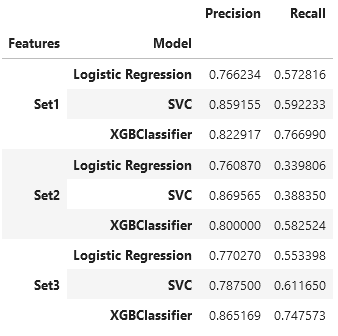 Precision Recall
Features Model
Logistic Regression 0.766234 0.572816
Set1 SVC 0.859155 0.592233
XGBClassifier 0.822917 0.766990
Logistic Regression 0.760870 0.339806
Set2 SVC 0.869565 0.388350
XGBClassifier 0.800000 0.582524
Logistic Regression 0.770270 0.553398
Set3 SVC 0.787500 0.611650
XGBClassifier 0.865169 0.747573